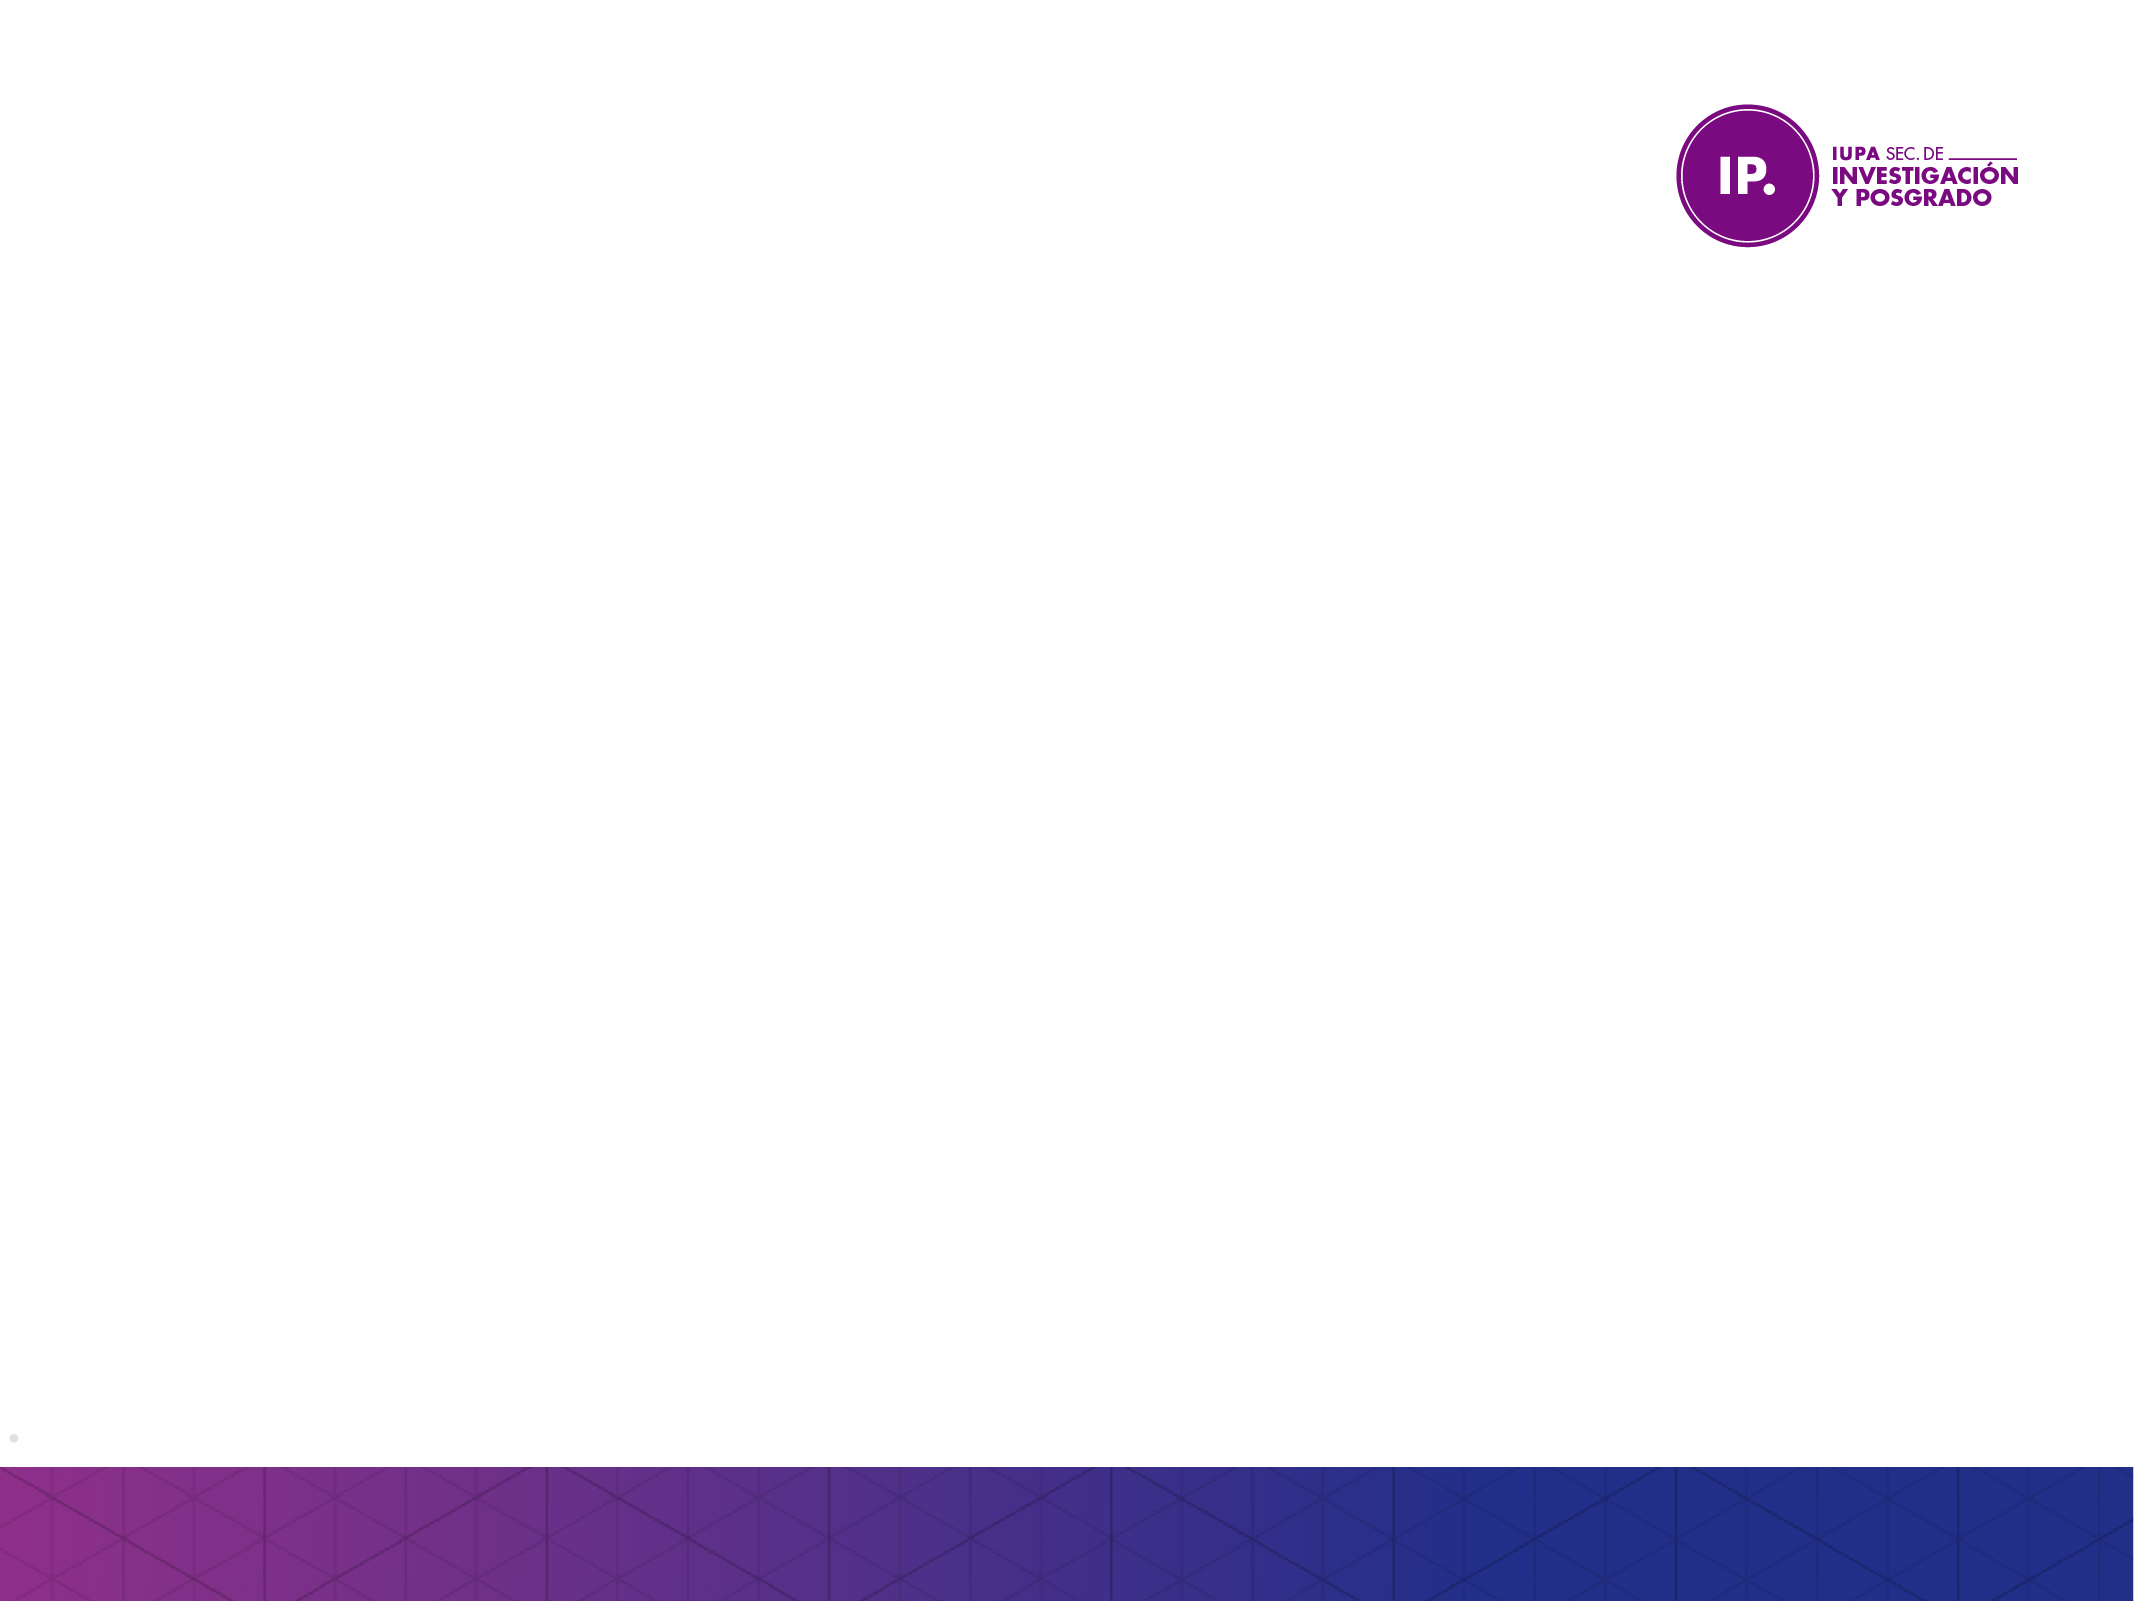 IP.
IUPA SEC. DE
INVESTIGACIÓN
Y POSGRADO